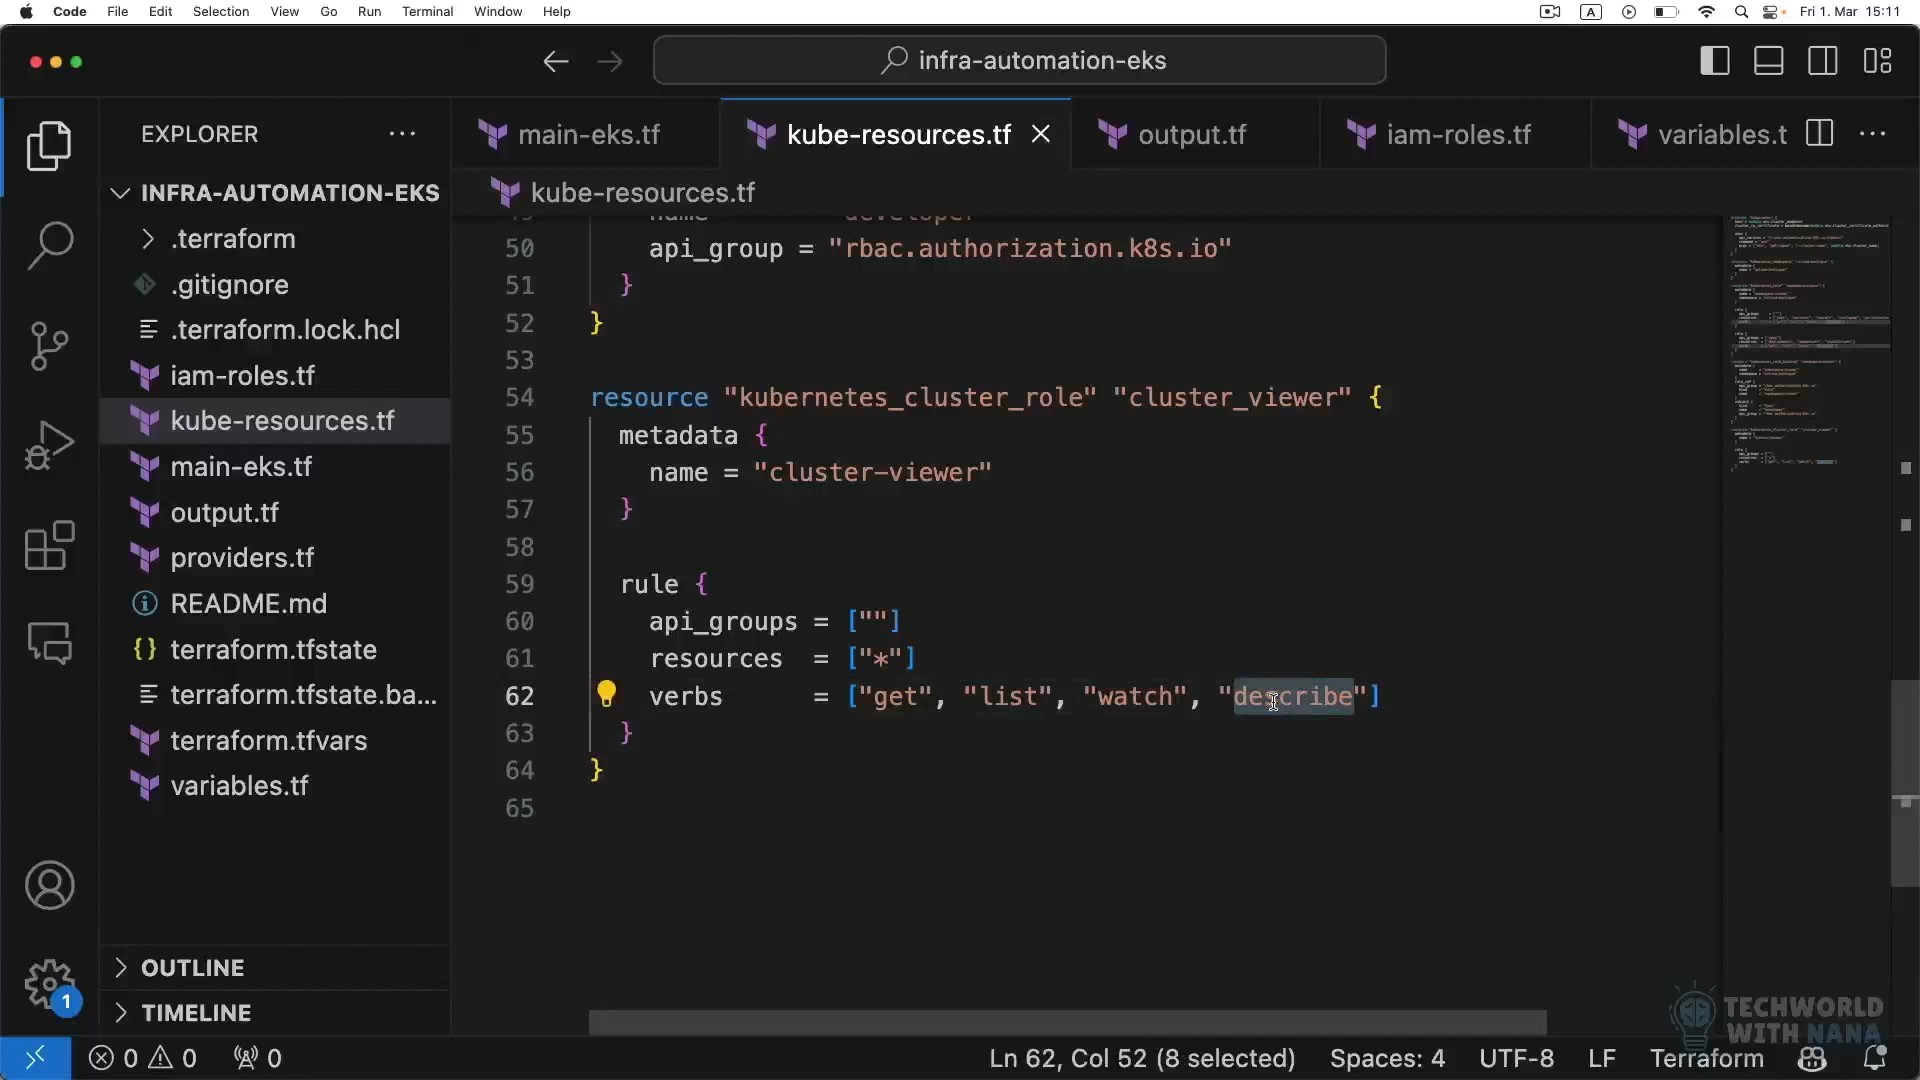 Code File Edit Selection View Go Run Terminal Window Help
A Fri 1. Mar 15:11
infra-automation-eks
EXPLORER
INFRA-AUTOMATION-EKS
.terraform
.gitignore
.terraform.lock.hcl
iam-roles.tf
kube-resources.tf
main-eks.tf
output.tf
providers.tf
README.md
terraform.tfstate
terraform.tfstate.ba...
terraform.tfvars
variables.tf
OUTLINE
TIMELINE
1
main-eks.tf kube-resources.tf output.tf iam-roles.tf variables.t
kube-resources.tf
50 api_group = "rbac.authorization.k8s.io"
51 }
52 }
53
54 resource "kubernetes_cluster_role" "cluster_viewer" {
55 metadata {
56 name = "cluster-viewer"
57 }
58
59 rule {
60 api_groups = [""]
61 resources = ["*"]
62 verbs = ["get", "list", "watch", "describe"]
63 }
64 }
65
TECHWORLD
WITH NANA
0 0 0 Ln 62, Col 52 (8 selected) Spaces: 4 UTF-8 LF Terraform